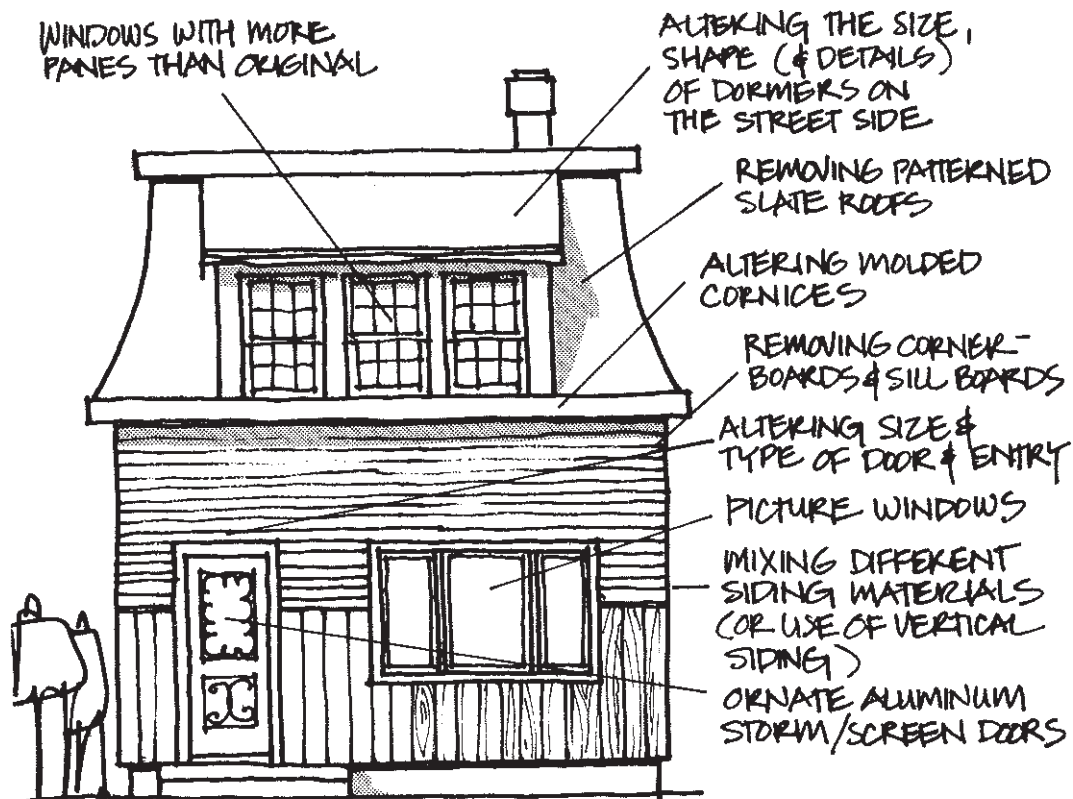 WINDOWS WITH MORE
PANES THAN ORIGINAL
ALTERING THE SIZE,
SHAPE (& DETAILS)
OF DORMERS ON
THE STREET SIDE
REMOVING PATTERNED
SLATE ROOFS
ALTERING MOLDED
CORNICES
REMOVING CORNER-
BOARDS & SILL BOARDS
ALTERING SIZE &
TYPE OF DOOR & ENTRY
PICTURE WINDOWS
MIXING DIFFERENT
SIDING MATERIALS
(OR USE OF VERTICAL
SIDING)
ORNATE ALUMINUM
STORM/SCREEN DOORS